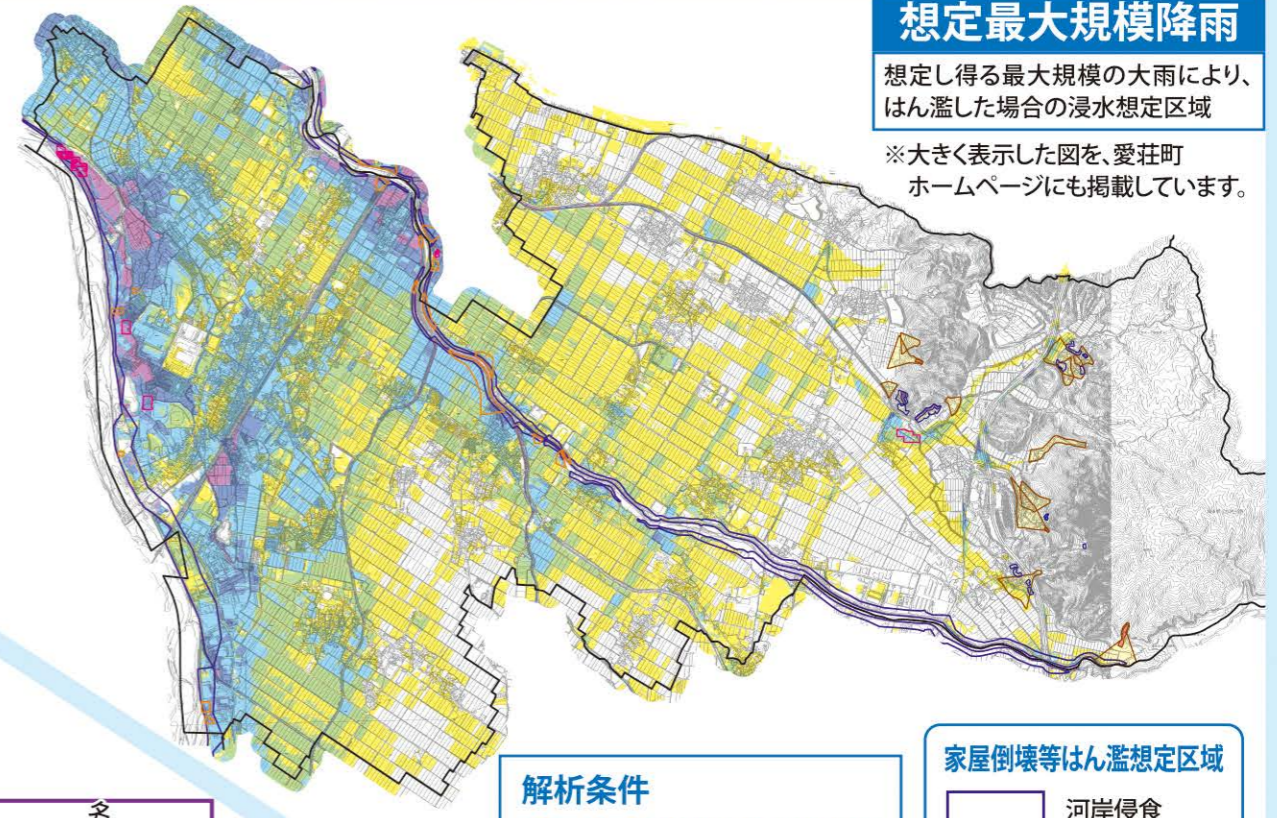 想定最大規模降雨
想定し得る最大規模の大雨により、
はん濫した場合の浸水想定区域
※大きく表示した図を、愛荘町
ホームページにも掲載しています。
解析条件
家屋倒壊等はん濫想定区域
河岸侵食
名